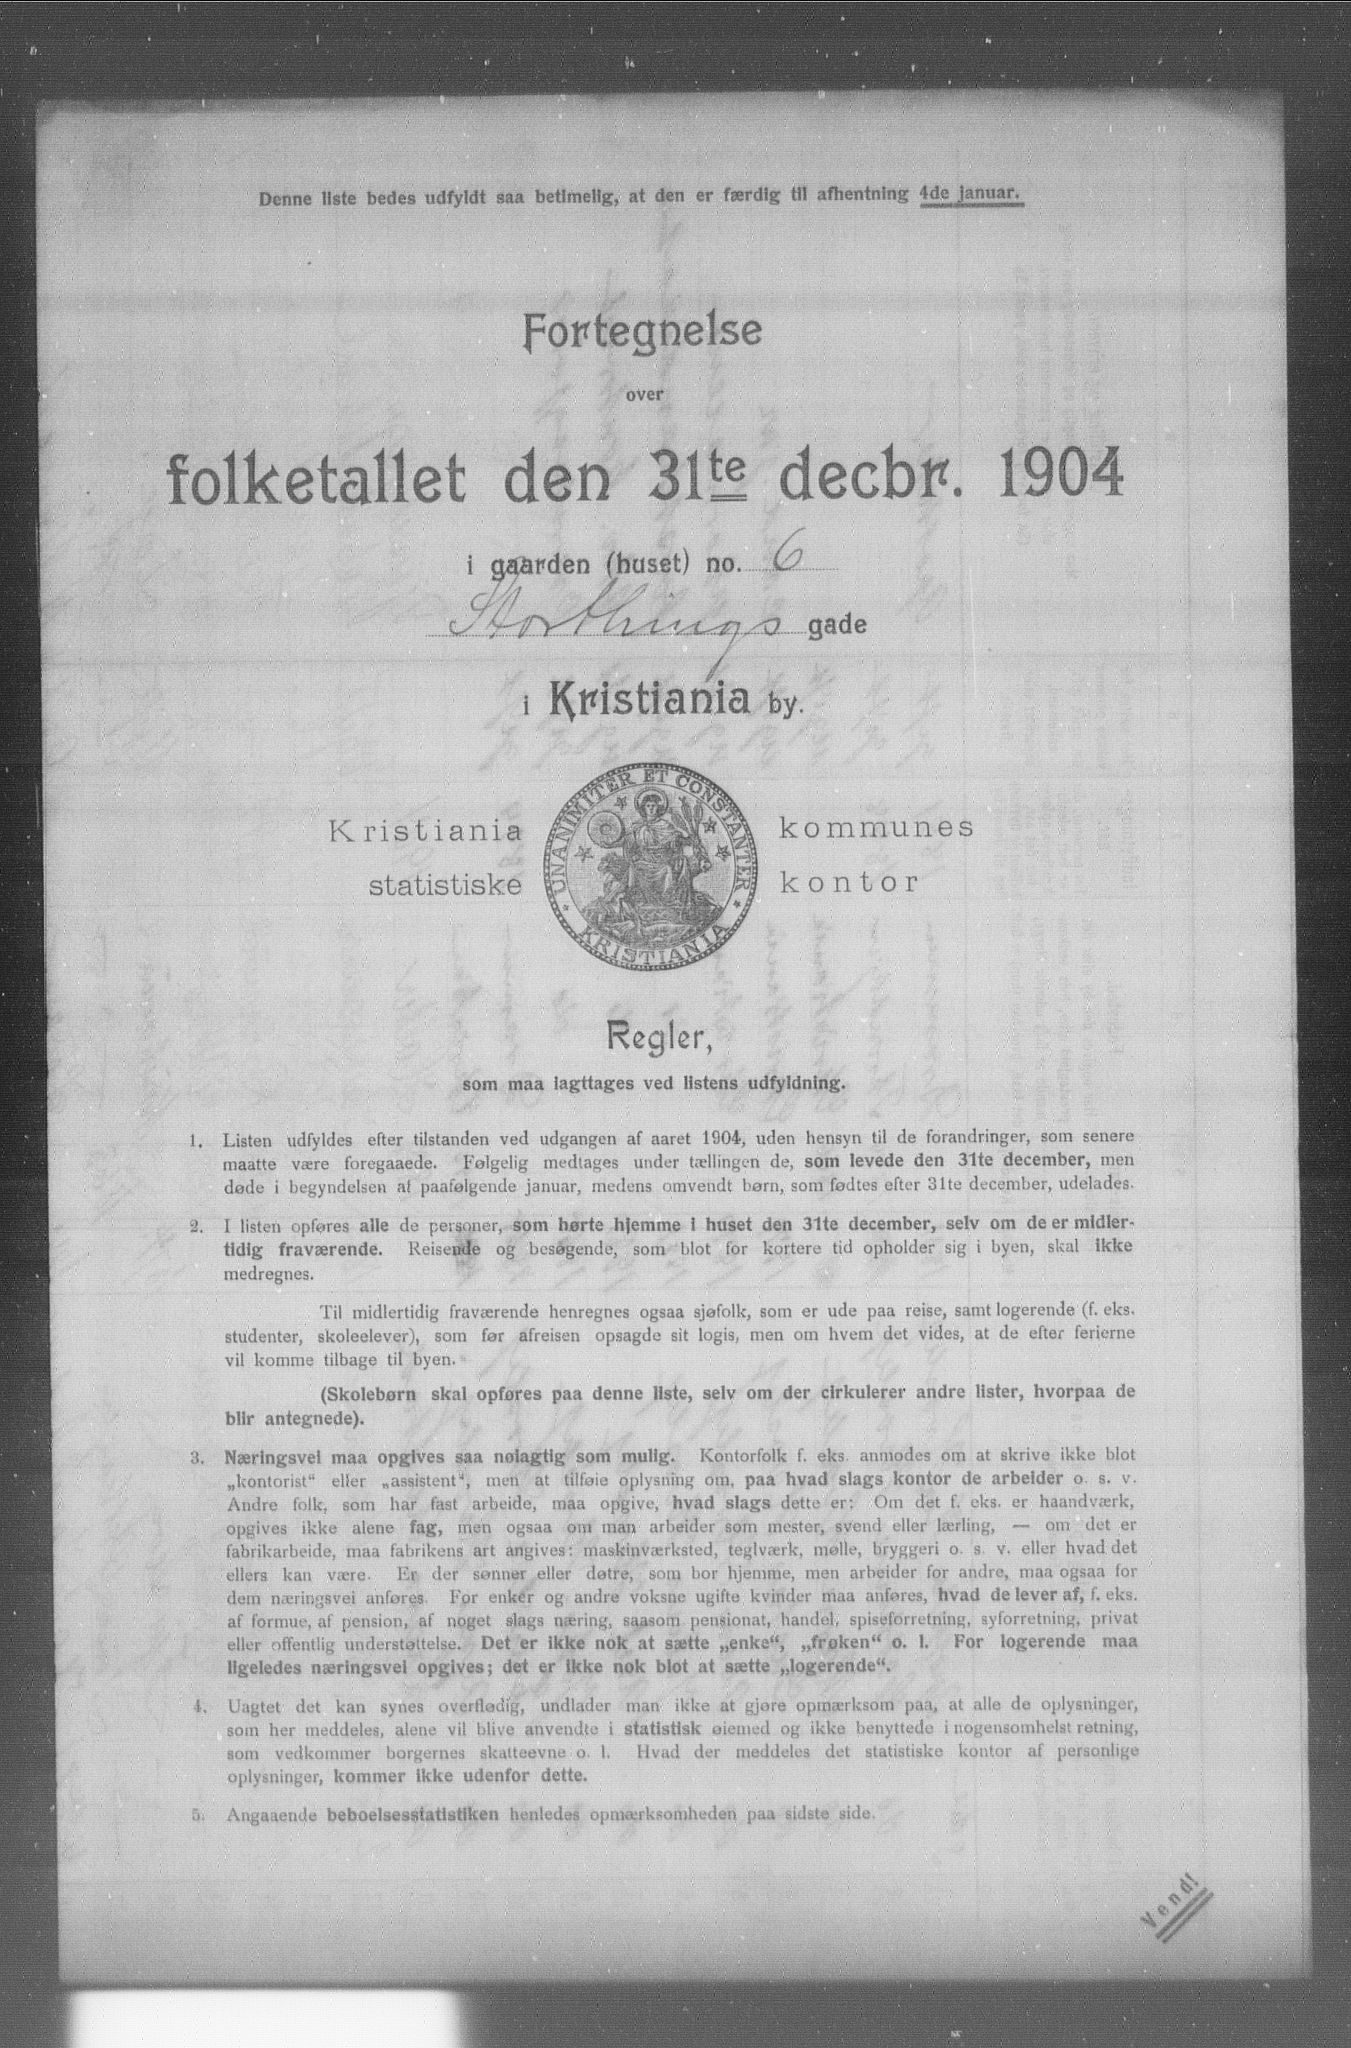 Denne liste bedes udfyldt saa betimelig, at den er færdig til afhentning 4de januar.
Fortegnelse
over
folketallet den 31te decbr. 1904
i gaarden (huset) no. 6
Storthings gade
i Kristiania by.
Kristiania kommunes
statistiske kontor
UNANIMITER ET CONSTANTER
KRISTIANIA
Regler,
som maa iagttages ved listens udfyldning.
1. Listen udfyldes efter tilstanden ved udgangen af aaret 1904, uden hensyn til de forandringer, som senere
maatte være foregaaede. Følgelig medtages under tællingen de, som levede den 31te december, men
døde i begyndelsen af paafølgende januar, medens omvendt børn, som fødtes efter 31te december, udelades.
2. I listen opføres alle de personer, som hørte hjemme i huset den 31te december, selv om de er midler-
tidig fraværende. Reisende og besøgende, som blot for kortere tid opholder sig i byen, skal ikke
medregnes.
Til midlertidig fraværende henregnes ogsaa sjøfolk, som er ude paa reise, samt logerende (f. eks.
studenter, skoleelever), som før afreisen opsagde sit logis, men om hvem det vides, at de efter ferierne
vil komme tilbage til byen.
(Skolebørn skal opføres paa denne liste, selv om der cirkulerer andre lister, hvorpaa de
blir antegnede).
3. Næringsvei maa opgives saa nøiagtig som mulig. Kontorfolk f. eks. anmodes om at skrive ikke blot
„kontorist“ eller „assistent“, men at tilføie oplysning om, paa hvad slags kontor de arbeider o. s. v.
Andre folk, som har fast arbeide, maa opgive, hvad slags dette er: Om det f. eks. er haandværk,
opgives ikke alene fag, men ogsaa om man arbeider som mester, svend eller lærling, — om det er
fabrikarbeide, maa fabrikens art angives: maskinværksted, teglværk, mølle, bryggeri o. s. v. eller hvad det
ellers kan være. Er der sønner eller døtre, som bor hjemme, men arbeider for andre, maa ogsaa for
dem næringsvei anføres. For enker og andre voksne ugifte kvinder maa anføres, hvad de lever af, f. eks.
af formue, af pension, af noget slags næring, saasom pensionat, handel, spiseforretning, syforretning, privat
eller offentlig understøttelse. Det er ikke nok at sætte „enke“, „frøken“ o. l. For logerende maa
ligeledes næringsvei opgives; det er ikke nok blot at sætte „logerende“.
4. Uagtet det kan synes overflødig, undlader man ikke at gjøre opmærksom paa, at alle de oplysninger,
som her meddeles, alene vil blive anvendte i statistisk øiemed og ikke benyttede i nogensomhelst retning,
som vedkommer borgernes skatteevne o. l. Hvad der meddeles det statistiske kontor af personlige
oplysninger, kommer ikke udenfor dette.
5. Angaaende beboelsesstatistiken henledes opmærksomheden paa sidste side.
Vend!